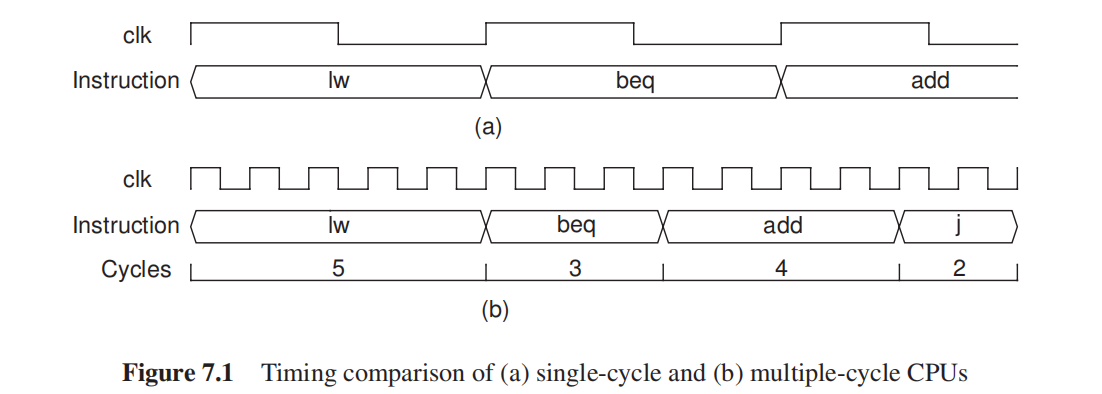 clk
Instruction lw beq add
(a)
clk
Instruction lw beq add j
Cycles 5 3 4 2
(b)
Figure 7.1 Timing comparison of (a) single-cycle and (b) multiple-cycle CPUs